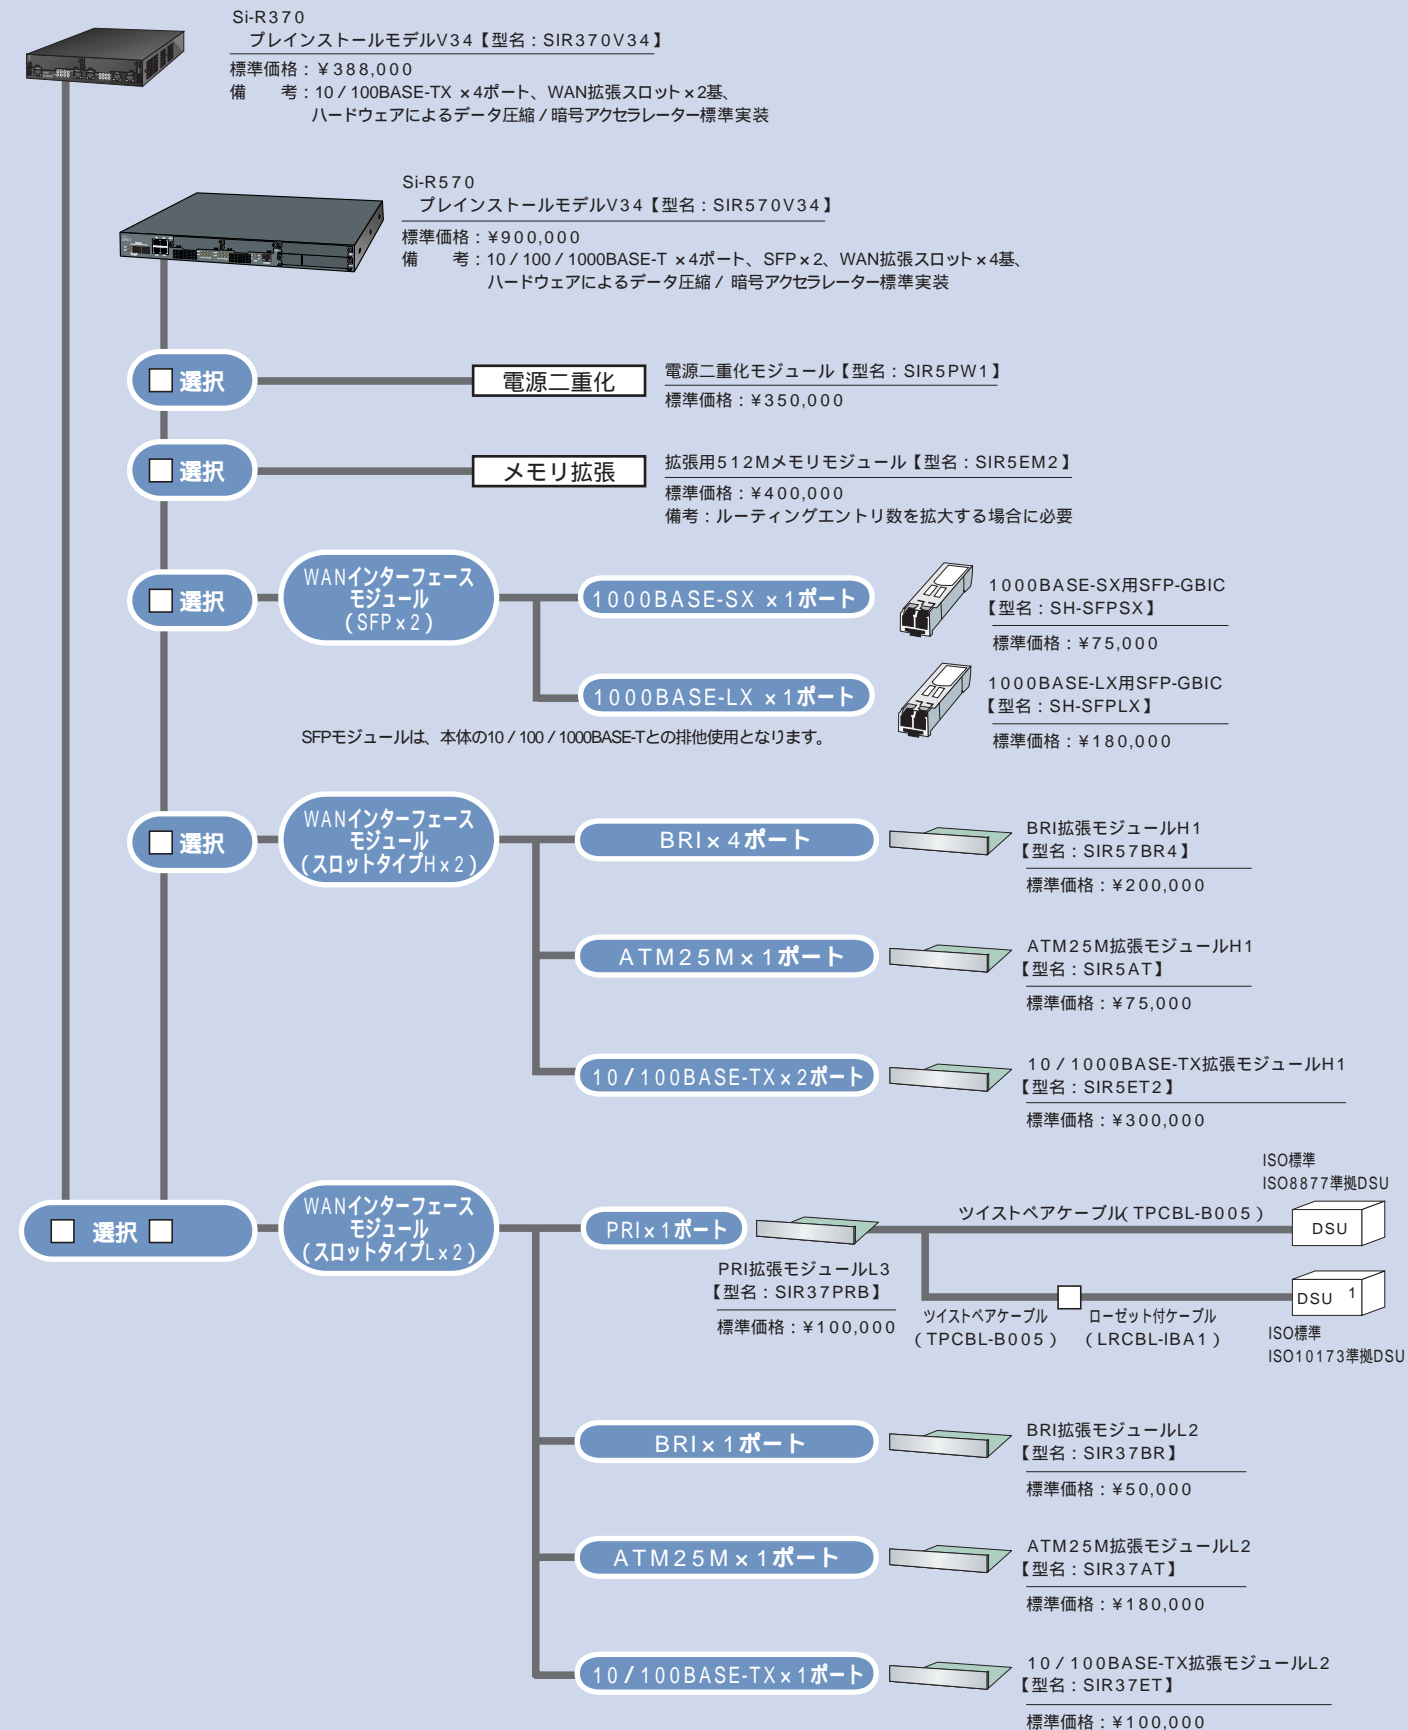 Si-R370
プレインストールモデルV34【型名：SIR370V34】
標準価格：¥388,000
備　考：10／100BASE-TX ×4ポート、WAN拡張スロット×2基、
ハードウェアによるデータ圧縮／暗号アクセラレーター標準実装
Si-R570
プレインストールモデルV34【型名：SIR570V34】
標準価格：¥900,000
備　考：10／100／1000BASE-T ×4ポート、SFP×2、WAN拡張スロット×4基、
ハードウェアによるデータ圧縮／ 暗号アクセラレーター標準実装
選択
電源二重化
電源二重化モジュール【型名：SIR5PW1】
標準価格：¥350,000
選択
メモリ拡張
拡張用512Mメモリモジュール【型名：SIR5EM2】
標準価格：¥400,000
備考：ルーティングエントリ数を拡大する場合に必要
選択
WANインターフェース
モジュール
（SFP×2）
1000BASE-SX ×1ポート
1000BASE-SX用SFP-GBIC
【型名：SH-SFPSX】
標準価格：¥75,000
1000BASE-LX ×1ポート
1000BASE-LX用SFP-GBIC
【型名：SH-SFPLX】
標準価格：¥180,000
SFPモジュールは、本体の10／100／1000BASE-Tとの排他使用となります。
選択
WANインターフェース
モジュール
（スロットタイプH×2）
BRI×4ポート
BRI拡張モジュールH1
【型名：SIR57BR4】
標準価格：¥200,000
ATM25M×1ポート
ATM25M拡張モジュールH1
【型名：SIR5AT】
標準価格：¥75,000
10／100BASE-TX×2ポート
10／1000BASE-TX拡張モジュールH1
【型名：SIR5ET2】
標準価格：¥300,000
選択
WANインターフェース
モジュール
（スロットタイプL×2）
PRI×1ポート
PRI拡張モジュールL3
【型名：SIR37PRB】
標準価格：¥100,000
ツイストペアケーブル（TPCBL-B005）
ISO標準
ISO8877準拠DSU
DSU
ツイストペアケーブル
（TPCBL-B005）
ローゼット付ケーブル
（LRCBL-IBA1）
DSU 1
ISO標準
ISO10173準拠DSU
BRI×1ポート
BRI拡張モジュールL2
【型名：SIR37BR】
標準価格：¥50,000
ATM25M×1ポート
ATM25M拡張モジュールL2
【型名：SIR37AT】
標準価格：¥180,000
10／100BASE-TX×1ポート
10／100BASE-TX拡張モジュールL2
【型名：SIR37ET】
標準価格：¥100,000